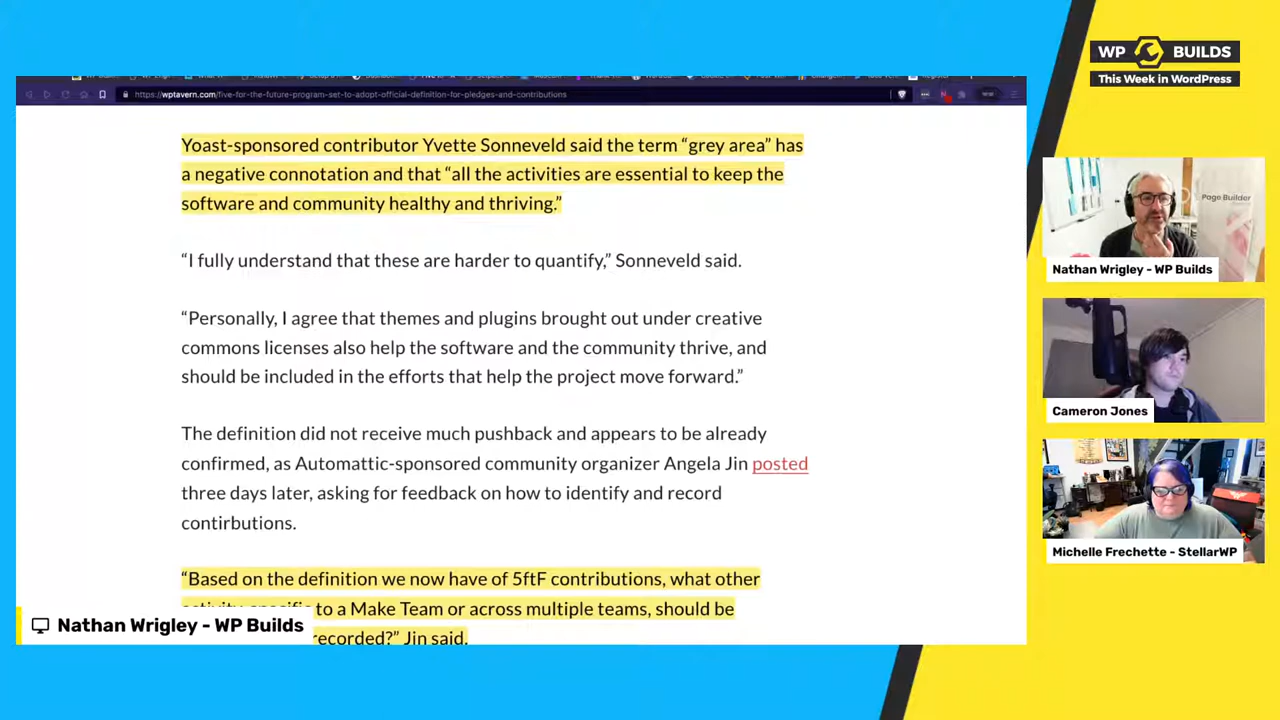 WP BUILDS
This Week in WordPress
https://wptavern.com/five-for-the-future-program-set-to-adopt-official-definition-for-pledges-and-contributions
Yoast-sponsored contributor Yvette Sonneveld said the term “grey area” has
a negative connotation and that “all the activities are essential to keep the
software and community healthy and thriving.”
“I fully understand that these are harder to quantify,” Sonneveld said.
“Personally, I agree that themes and plugins brought out under creative
commons licenses also help the software and the community thrive, and
should be included in the efforts that help the project move forward.”
The definition did not receive much pushback and appears to be already
confirmed, as Automattic-sponsored community organizer Angela Jin posted
three days later, asking for feedback on how to identify and record
contirbutions.
“Based on the definition we now have of 5ftF contributions, what other
to a Make Team or across multiple teams, should be
recorded?” Jin said.
Nathan Wrigley - WP Builds
Page Builder
Nathan Wrigley - WP Builds
Cameron Jones
Michelle Frechette - StellarWP